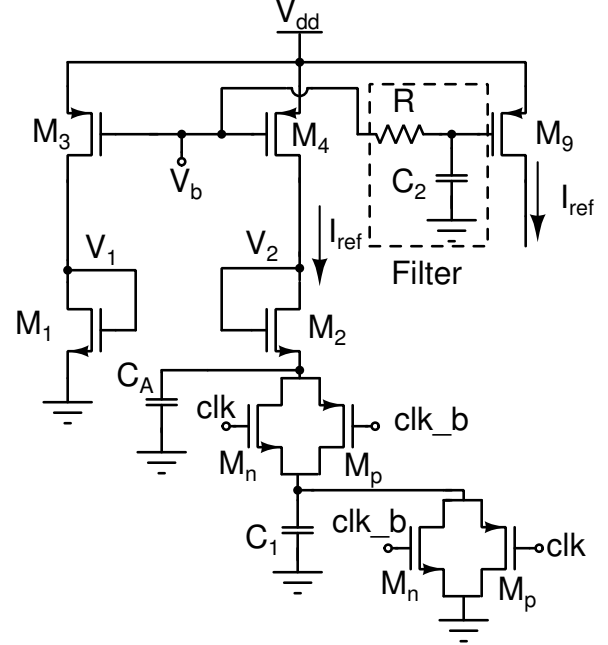 V_dd
R
M_3
M_4
M_9
V_b
C_2
I_ref
I_ref
V_1
V_2
Filter
M_1
M_2
C_A
clk
clk_b
M_n
M_p
clk_b
clk
C_1
M_n
M_p